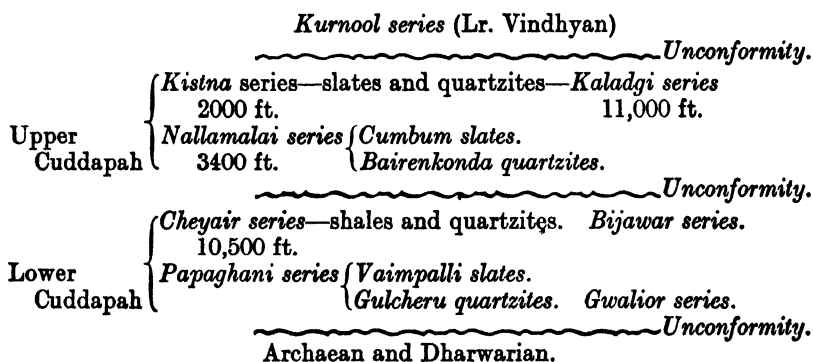 Kurnool series (Lr. Vindhyan)
Unconformity.
Kistna series—slates and quartzites—Kaladgi series
2000 ft. 11,000 ft.
Upper Nallamalai series Cumbum slates.
Cuddapah 3400 ft. Bairenkonda quartzites.
Unconformity.
Cheyair series—shales and quartzites. Bijawar series.
10,500 ft.
Lower Papaghani series Vaimpalli slates.
Cuddapah Gulcheru quartzites. Gwalior series.
Unconformity.
Archaean and Dharwarian.